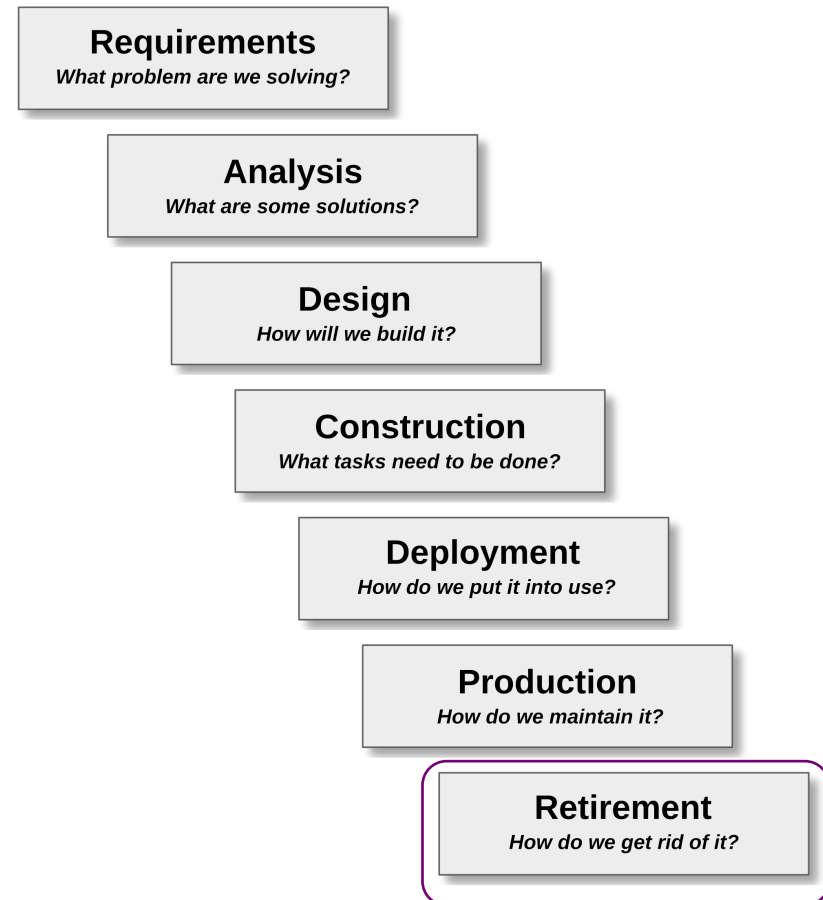 Requirements
What problem are we solving?
Analysis
What are some solutions?
Design
How will we build it?
Construction
What tasks need to be done?
Deployment
How do we put it into use?
Production
How do we maintain it?
Retirement
How do we get rid of it?